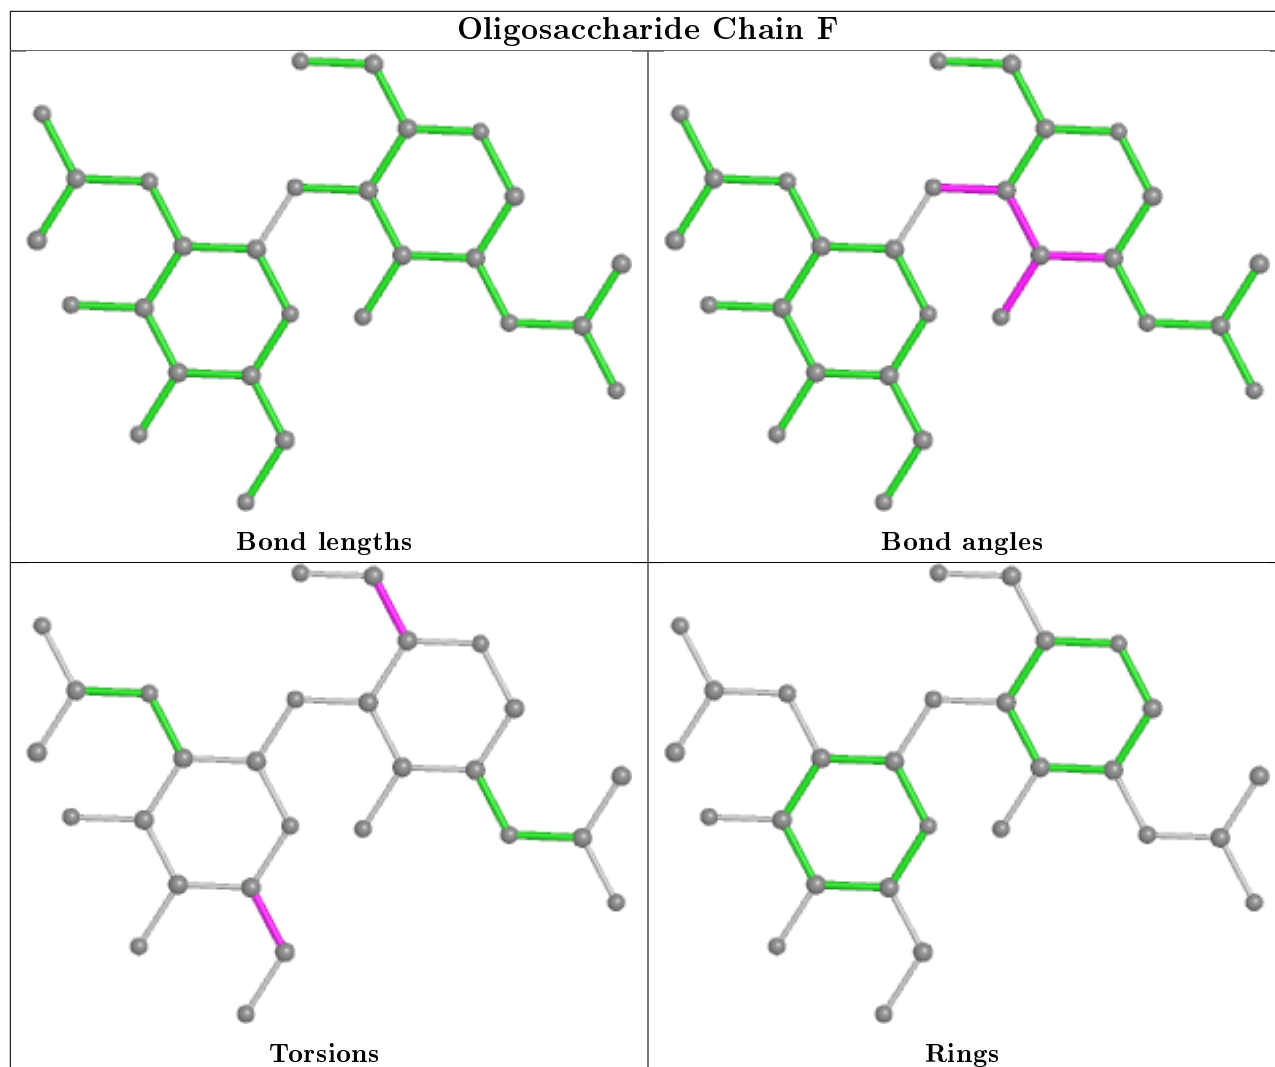 Oligosaccharide Chain F
Bond lengths
Bond angles
Torsions
Rings